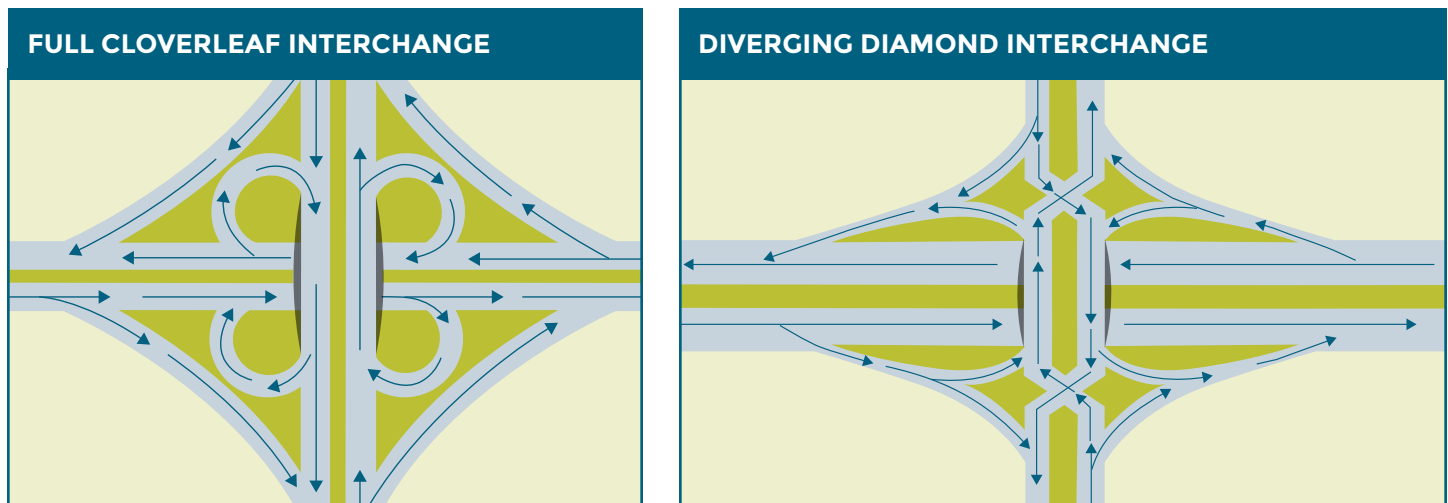 FULL CLOVERLEAF INTERCHANGE
DIVERGING DIAMOND INTERCHANGE